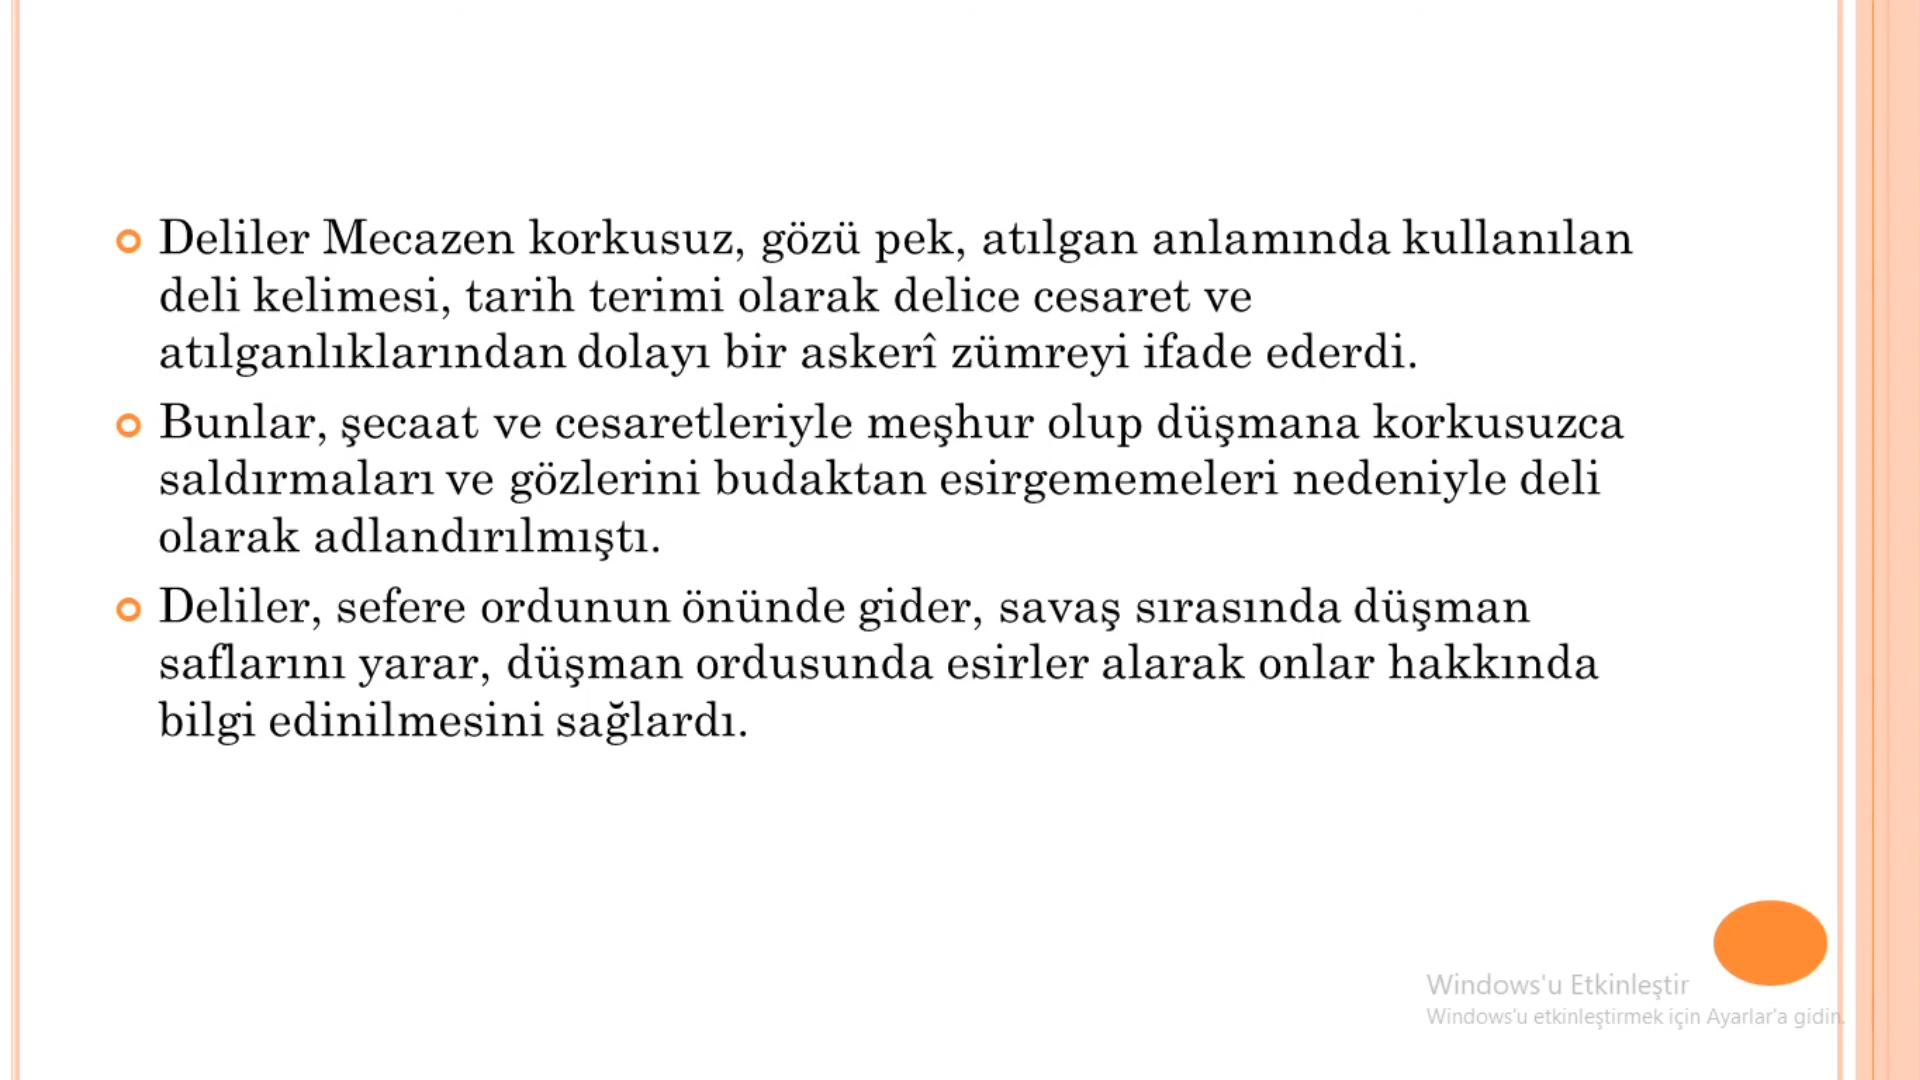 Deliler Mecazen korkusuz, gözü pek, atılgan anlamında kullanılan
deli kelimesi, tarih terimi olarak delice cesaret ve
atılganlıklarından dolayı bir askerî zümreyi ifade ederdi.
Bunlar, şecaat ve cesaretleriyle meşhur olup düşmana korkusuzca
saldırmaları ve gözlerini budaktan esirgememeleri nedeniyle deli
olarak adlandırılmıştı.
Deliler, sefere ordunun önünde gider, savaş sırasında düşman
saflarını yarar, düşman ordusunda esirler alarak onlar hakkında
bilgi edinilmesini sağlardı.
Windows'u Etkinleştir
Windows'u etkinleştirmek için Ayarlar'a gidin.